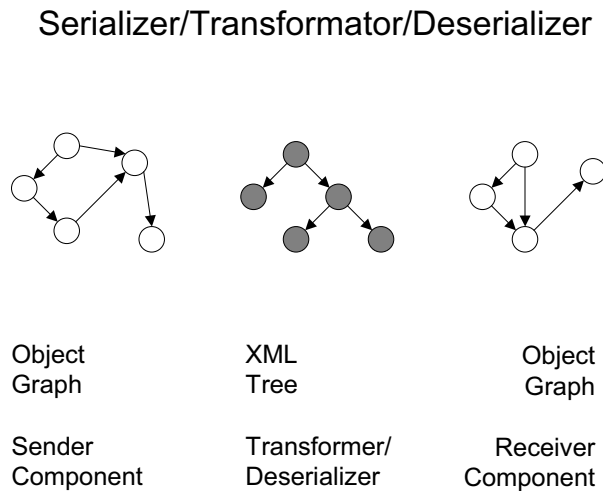 Serializer/Transformator/Deserializer
Object
Graph
XML
Tree
Object
Graph
Sender
Component
Transformer/
Deserializer
Receiver
Component